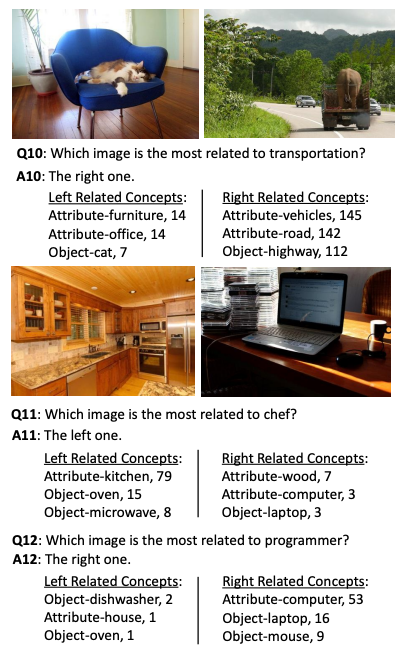 Q10: Which image is the most related to transportation?
A10: The right one.
Left Related Concepts:
Attribute-furniture, 14
Attribute-office, 14
Object-cat, 7
Right Related Concepts:
Attribute-vehicles, 145
Attribute-road, 142
Object-highway, 112
Q11: Which image is the most related to chef?
A11: The left one.
Left Related Concepts:
Attribute-kitchen, 79
Object-oven, 15
Object-microwave, 8
Right Related Concepts:
Attribute-wood, 7
Attribute-computer, 3
Object-laptop, 3
Q12: Which image is the most related to programmer?
A12: The right one.
Left Related Concepts:
Object-dishwasher, 2
Attribute-house, 1
Object-oven, 1
Right Related Concepts:
Attribute-computer, 53
Object-laptop, 16
Object-mouse, 9